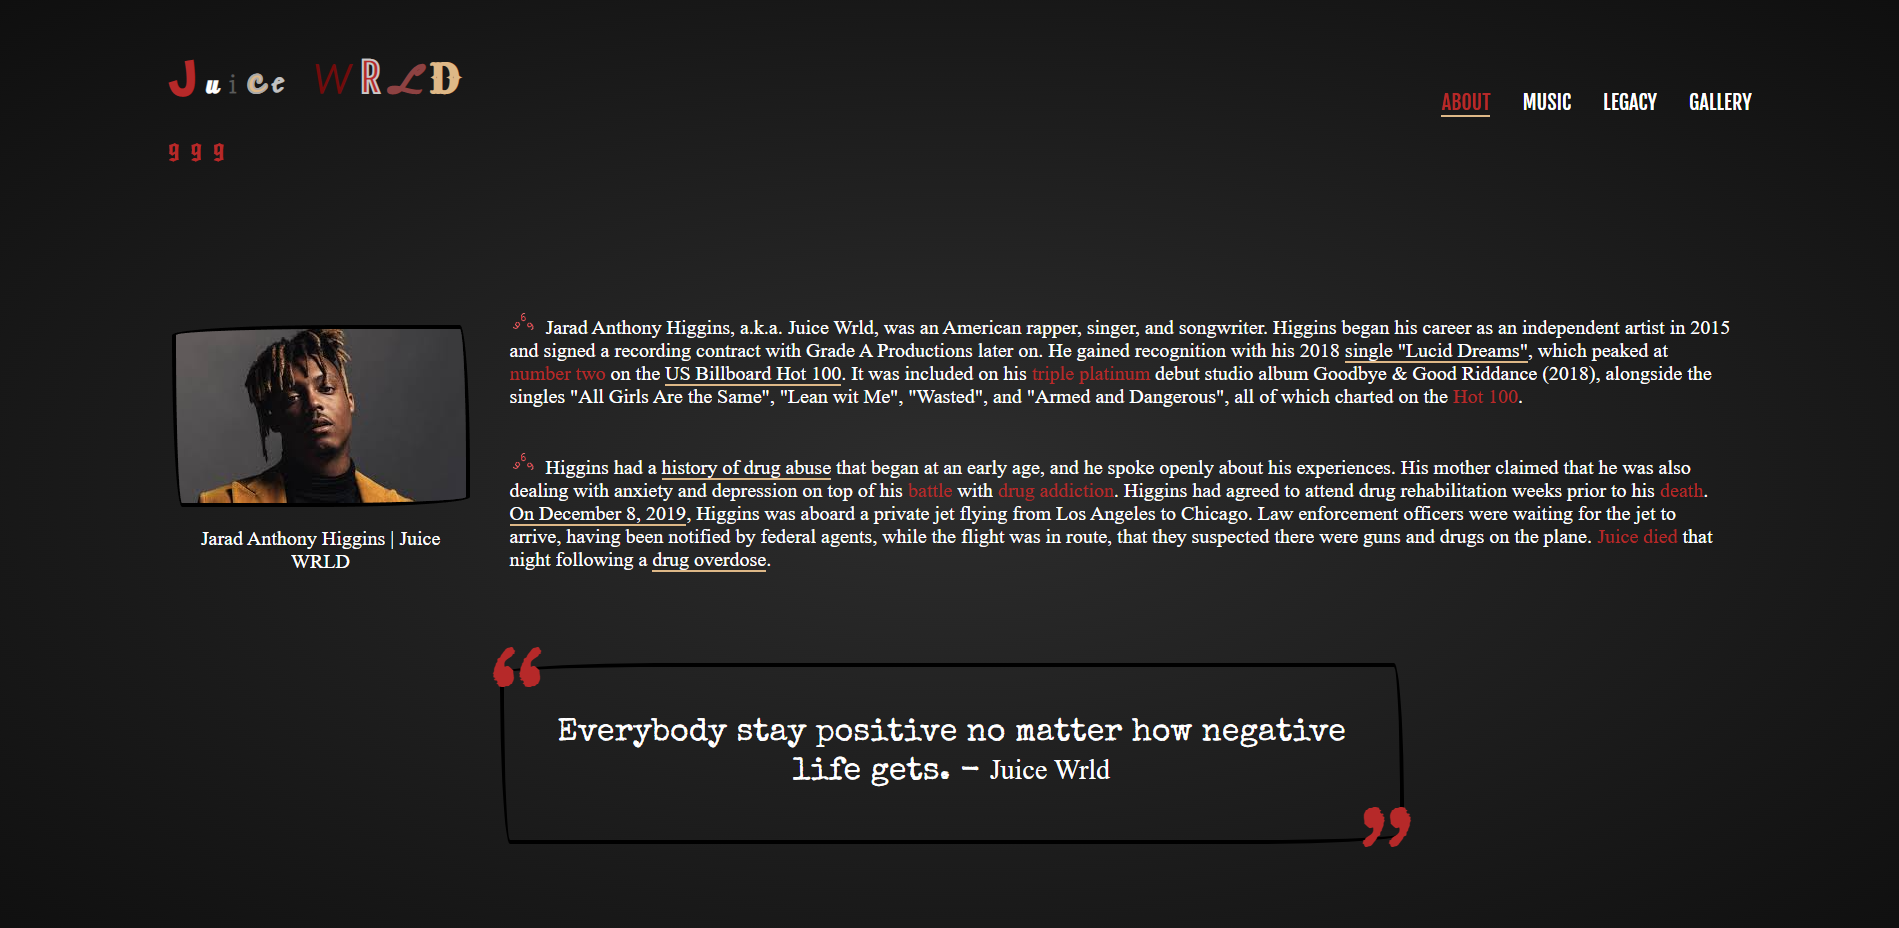 Juice WRLD
ABOUT MUSIC LEGACY GALLERY
9 9 9
Jarad Anthony Higgins, a.k.a. Juice Wrld, was an American rapper, singer, and songwriter. Higgins began his career as an independent artist in 2015
and signed a recording contract with Grade A Productions later on. He gained recognition with his 2018 single "Lucid Dreams", which peaked at
number two on the US Billboard Hot 100. It was included on his triple platinum debut studio album Goodbye & Good Riddance (2018), alongside the
singles "All Girls Are the Same", "Lean wit Me", "Wasted", and "Armed and Dangerous", all of which charted on the Hot 100.
Higgins had a history of drug abuse that began at an early age, and he spoke openly about his experiences. His mother claimed that he was also
dealing with anxiety and depression on top of his battle with drug addiction. Higgins had agreed to attend drug rehabilitation weeks prior to his death.
On December 8, 2019, Higgins was aboard a private jet flying from Los Angeles to Chicago. Law enforcement officers were waiting for the jet to
arrive, having been notified by federal agents, while the flight was in route, that they suspected there were guns and drugs on the plane. Juice died that
night following a drug overdose.
Jarad Anthony Higgins | Juice
WRLD
“Everybody stay positive no matter how negative
life gets. - Juice Wrld”